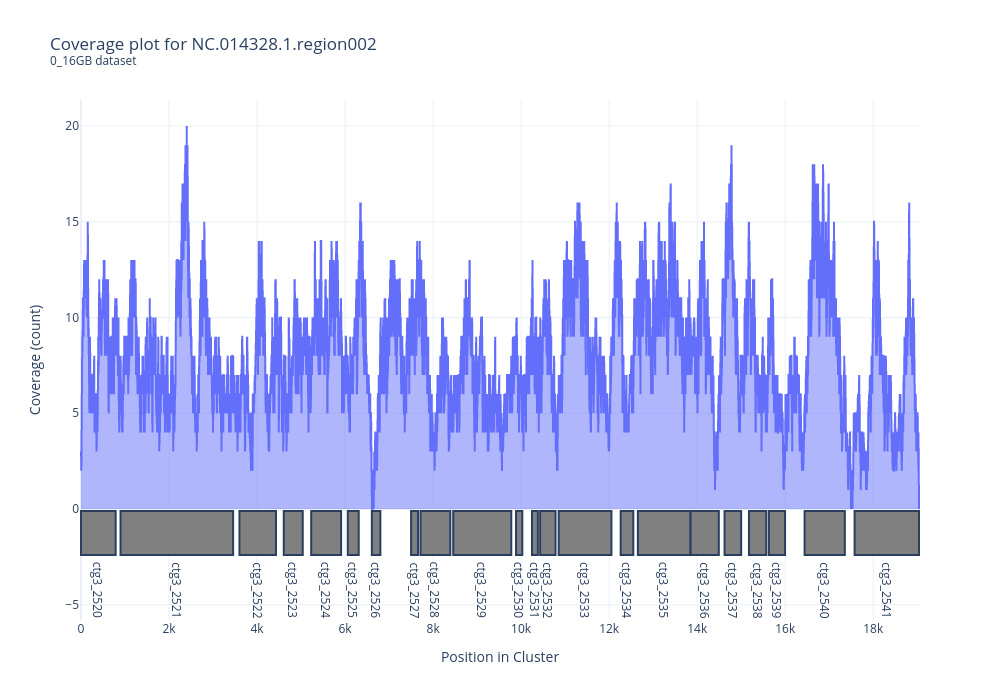 Coverage plot for NC.014328.1.region002
0_16GB dataset
20
15
10
5
0
−5
Coverage (count)
ctg3_2520
ctg3_2521
ctg3_2522
ctg3_2523
ctg3_2524
ctg3_2525
ctg3_2526
ctg3_2527
ctg3_2528
ctg3_2529
ctg3_2530
ctg3_2531
ctg3_2532
ctg3_2533
ctg3_2534
ctg3_2535
ctg3_2536
ctg3_2537
ctg3_2538
ctg3_2539
ctg3_2540
ctg3_2541
0 2k 4k 6k 8k 10k 12k 14k 16k 18k
Position in Cluster